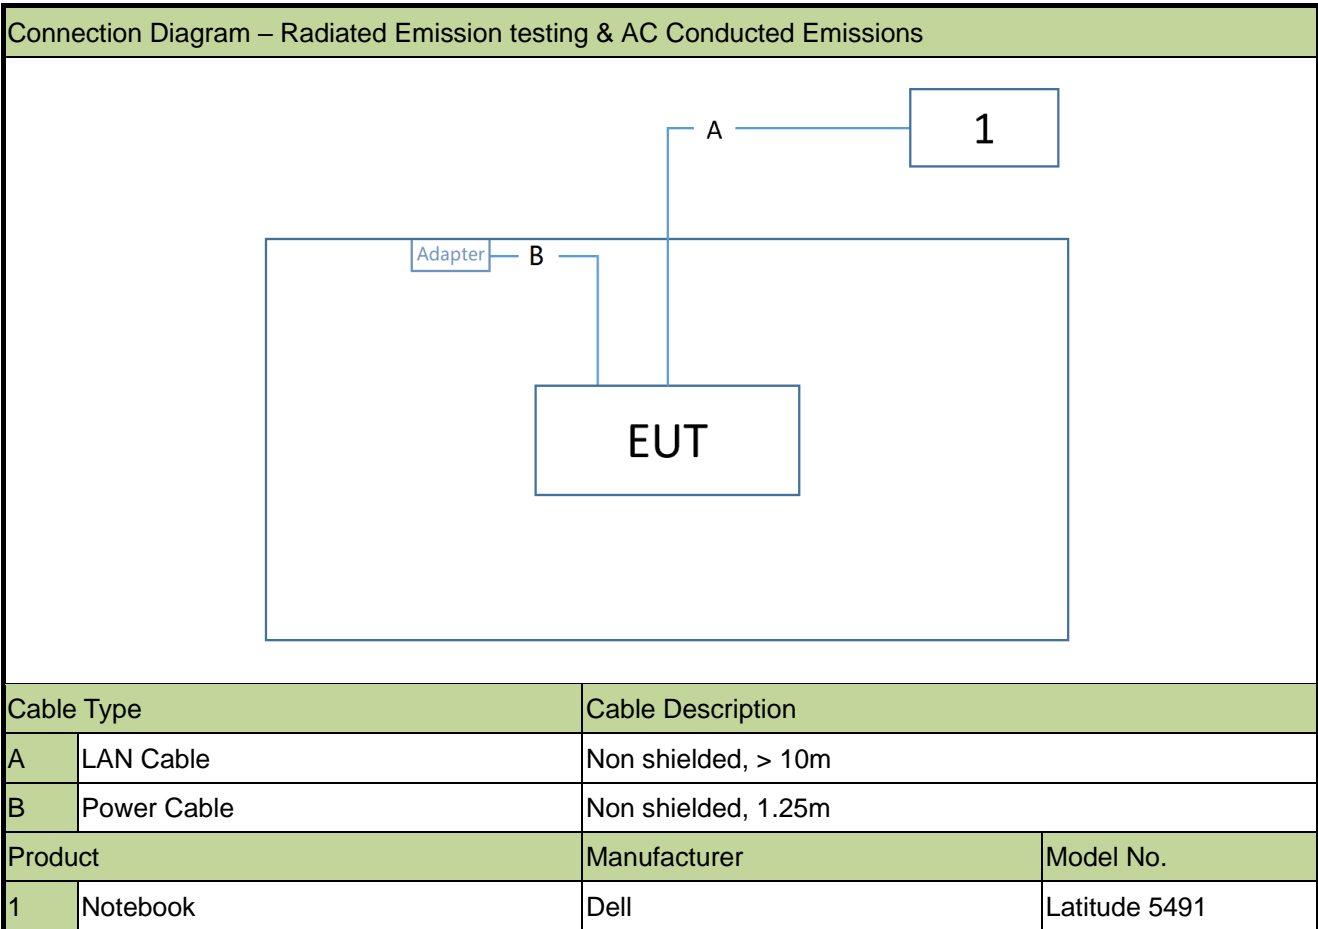 Connection Diagram – Radiated Emission testing & AC Conducted Emissions
A
1
Adapter
B
EUT
Cable Type Cable Description
A LAN Cable Non shielded, > 10m
B Power Cable Non shielded, 1.25m
Product Manufacturer Model No.
1 Notebook Dell Latitude 5491